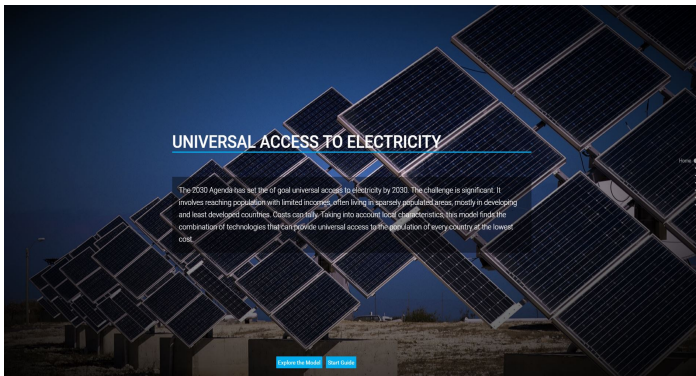 UNIVERSAL ACCESS TO ELECTRICITY
The 2030 Agenda has set the of goal universal access to electricity by 2030. The challenge is significant. It
involves reaching population with limited incomes, often living in sparsely populated areas, mostly in developing
and least developed countries. Costs can tally. Taking into account local characteristics, this model finds the
combination of technologies that can provide universal access to the population of every country at the lowest
cost.
Home
Explore the Model
Start Guide